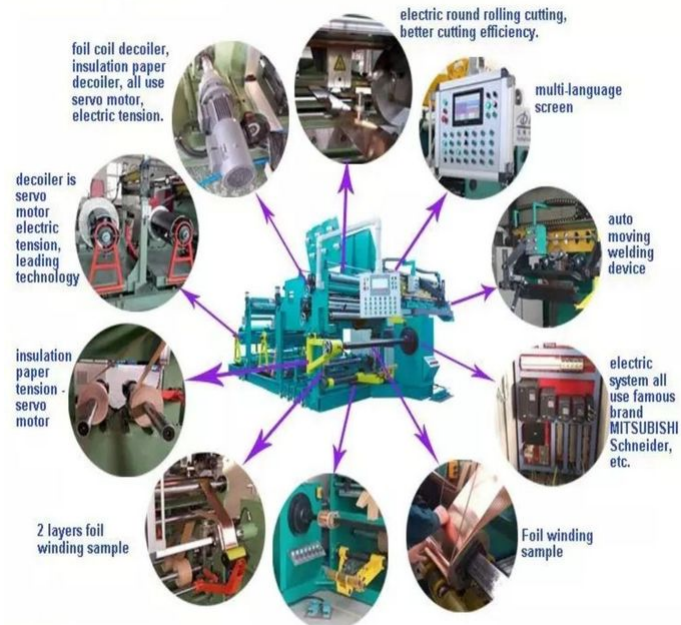 electric round rolling cutting,
better cutting efficiency.
foil coil decoiler,
insulation paper
decoiler, all use
servo motor,
electric tension.
multi-language
screen
decoiler is
servo
motor
electric
tension,
leading
technology
auto
moving
welding
device
insulation
paper
tension -
servo
motor
electric
system all
use famous
brand
MITSUBISHI
Schneider,
etc.
2 layers foil
winding sample
Foil winding
sample